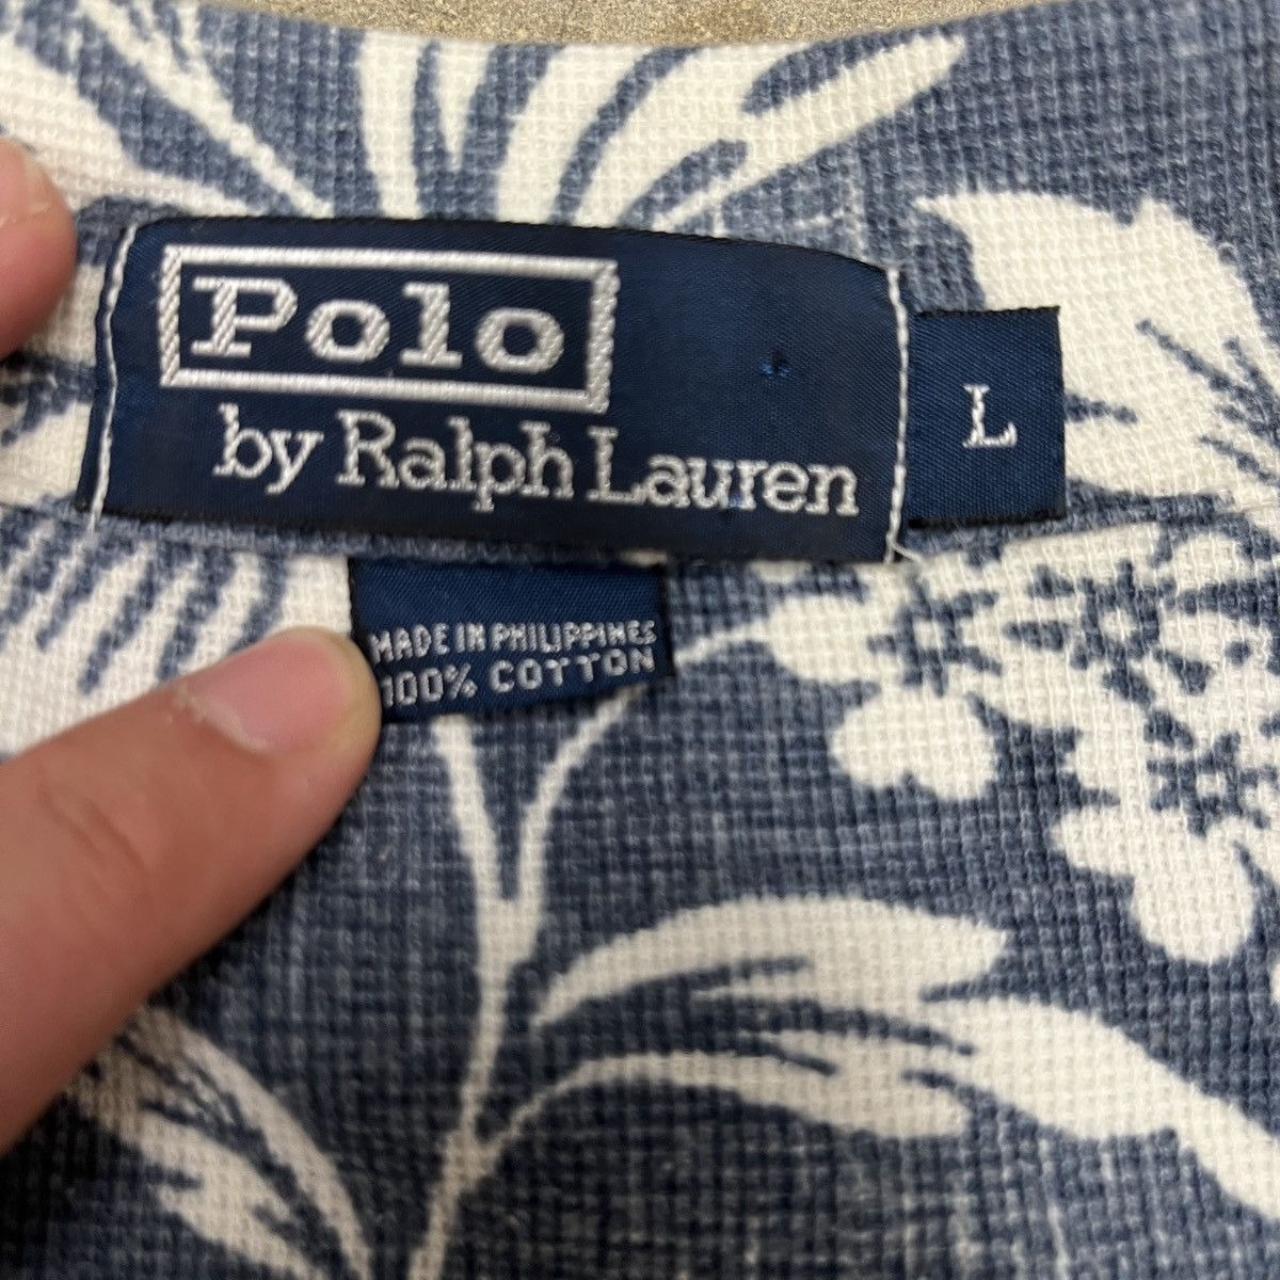 Polo
by Ralph Lauren
L
MADE IN PHILIPPINES
100% COTTON